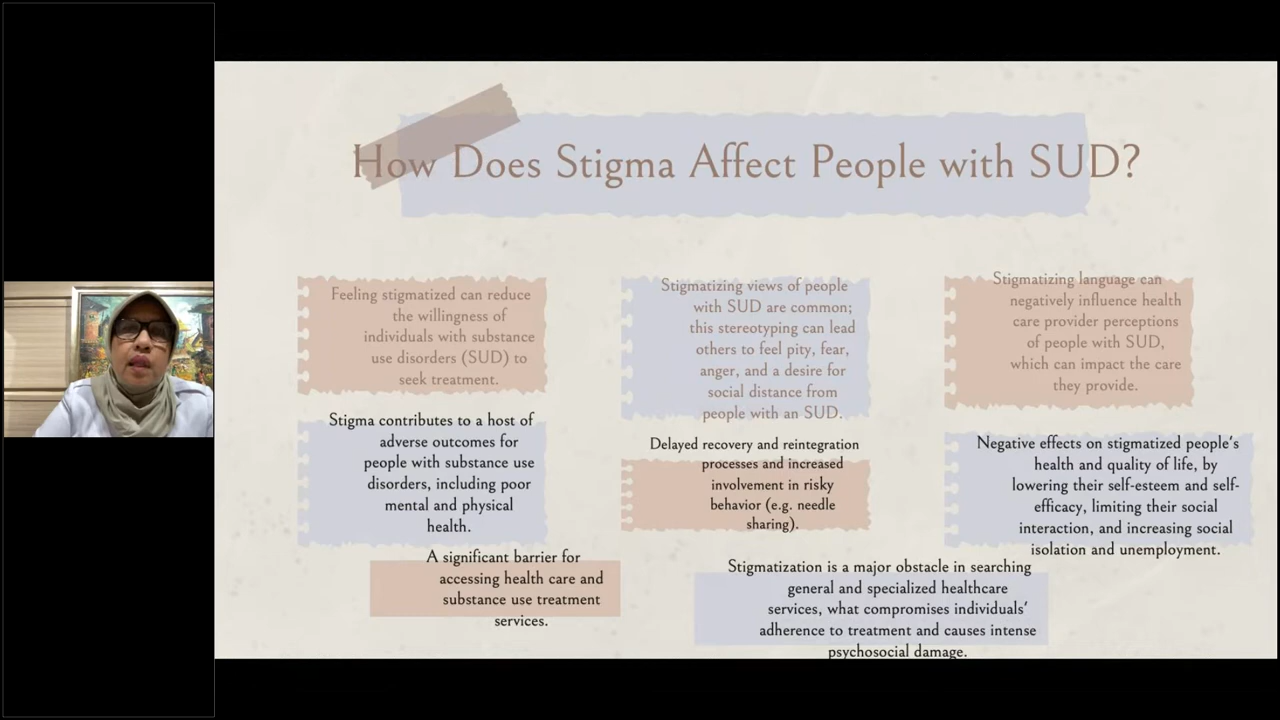 How Does Stigma Affect People with SUD?
Feeling stigmatized can reduce
the willingness of
individuals with substance
use disorders (SUD) to
seek treatment.
Stigmatizing views of people
with SUD are common;
this stereotyping can lead
others to feel pity, fear,
anger, and a desire for
social distance from
people with an SUD.
Stigmatizing language can
negatively influence health
care provider perceptions
of people with SUD,
which can impact the care
they provide.
Stigma contributes to a host of
adverse outcomes for
people with substance use
disorders, including poor
mental and physical
health.
Delayed recovery and reintegration
processes and increased
involvement in risky
behavior (e.g. needle
sharing).
Negative effects on stigmatized people's
health and quality of life, by
lowering their self-esteem and self-
efficacy, limiting their social
interaction, and increasing social
isolation and unemployment.
A significant barrier for
accessing health care and
substance use treatment
services.
Stigmatization is a major obstacle in searching
general and specialized healthcare
services, what compromises individuals'
adherence to treatment and causes intense
psychosocial damage.